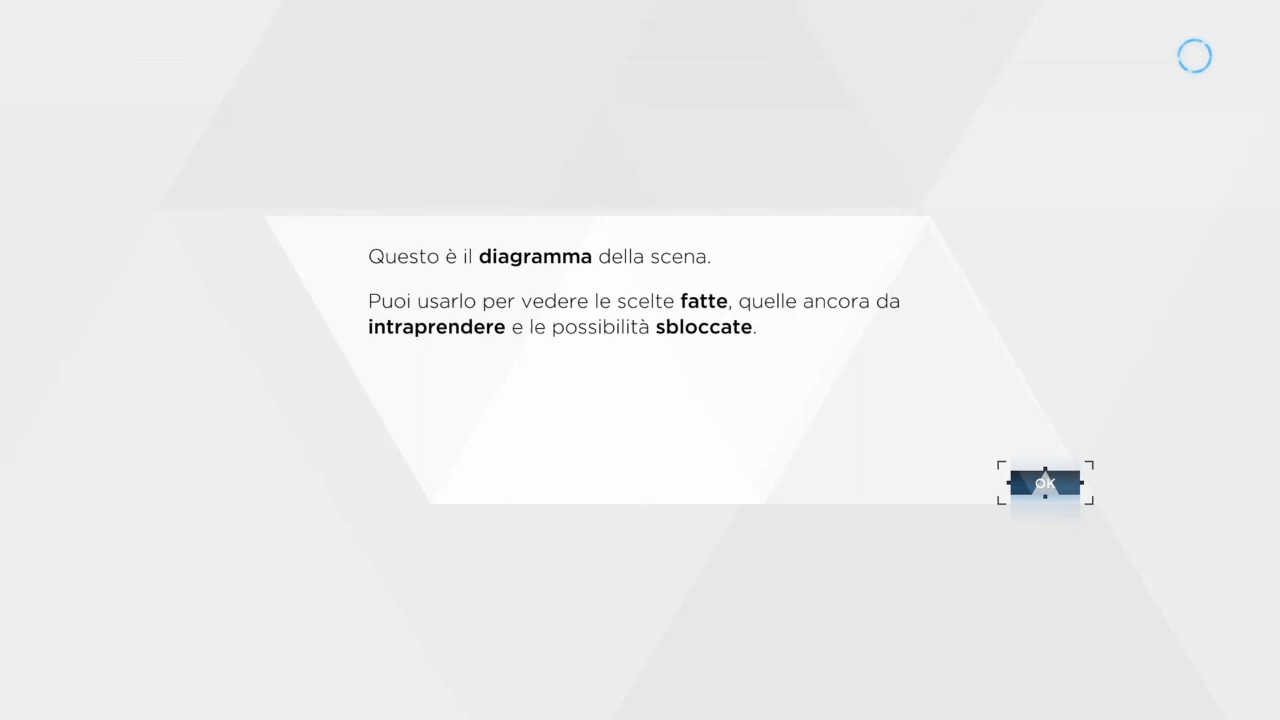 Questo è il diagramma della scena.
Puoi usarlo per vedere le scelte fatte, quelle ancora da
intraprendere e le possibilità sbloccate.
OK